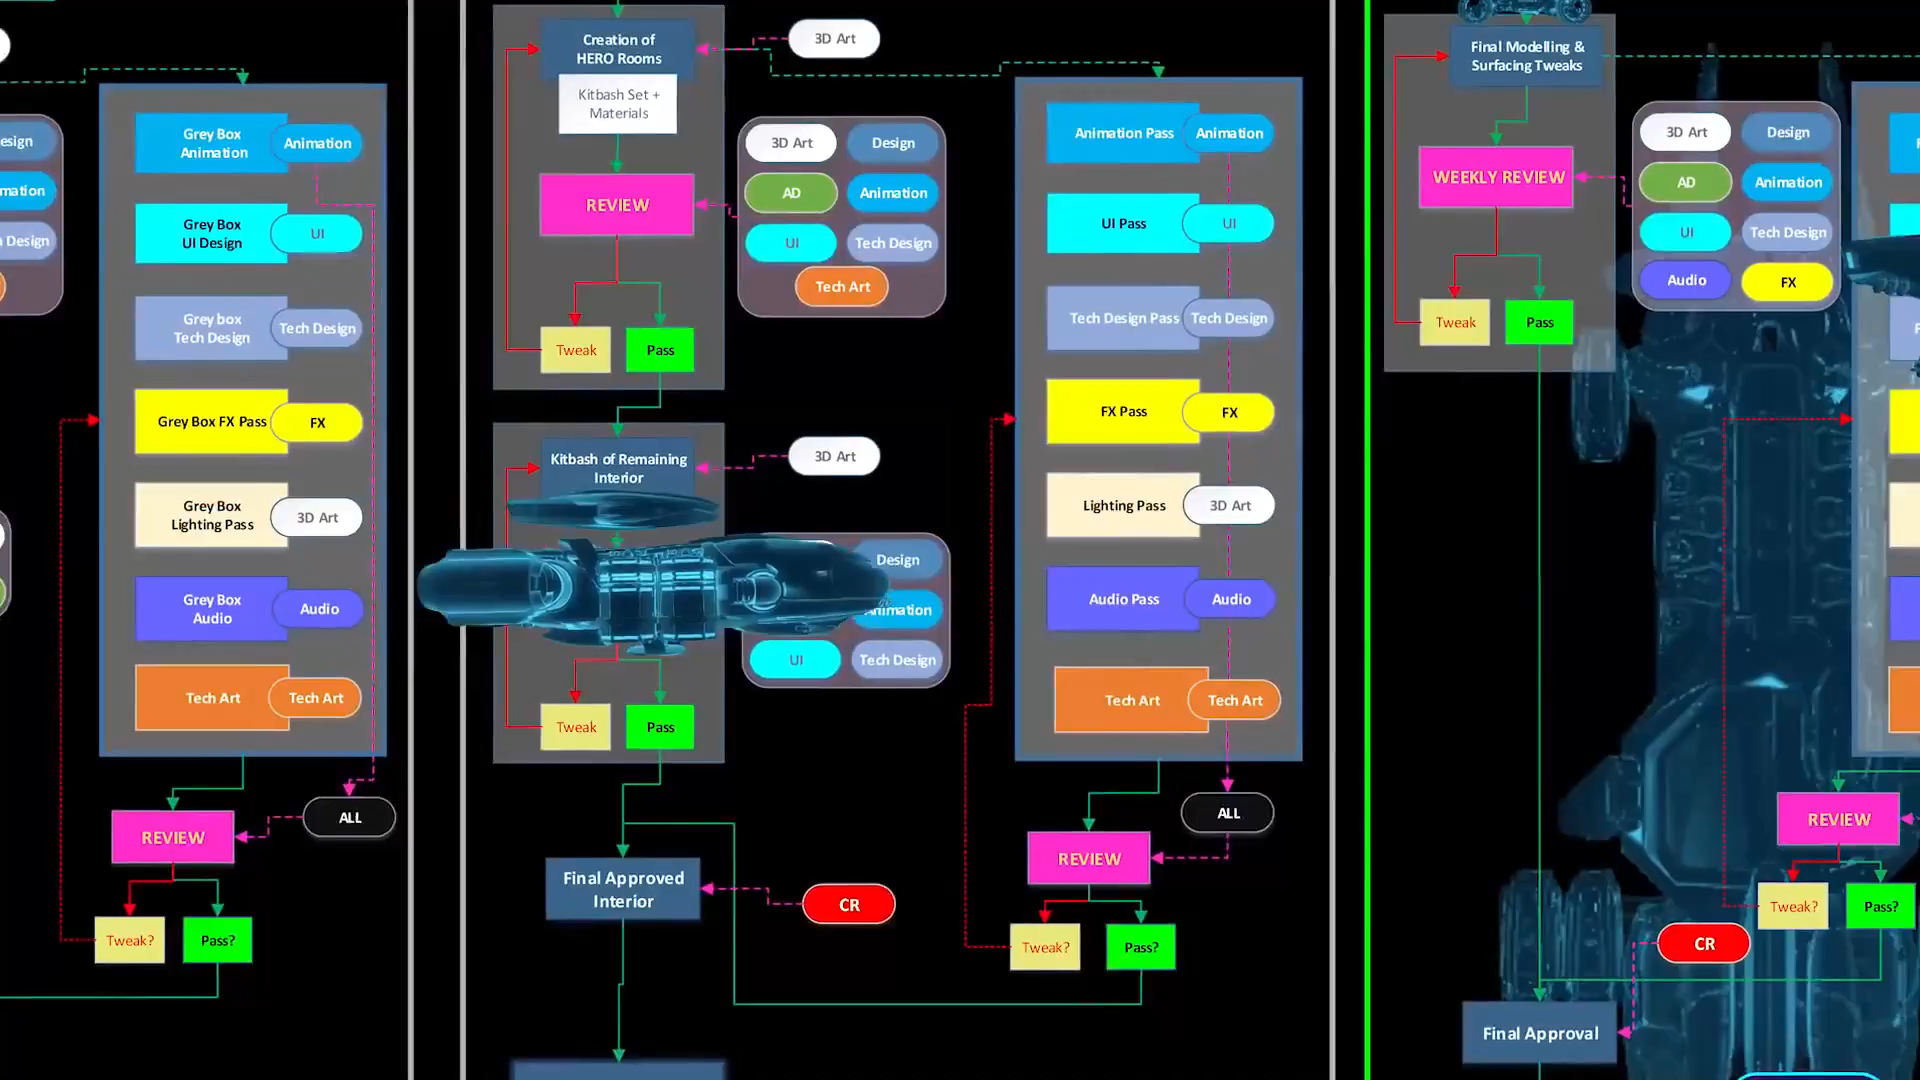 esign
mation
Design
Grey Box
Animation
Animation
Grey Box
UI Design
UI
Grey box
Tech Design
Tech Design
Grey Box FX Pass
FX
Grey Box
Lighting Pass
3D Art
Grey Box
Audio
Audio
Tech Art
Tech Art
ALL
REVIEW
Tweak?
Pass?
Creation of
HERO Rooms
3D Art
Kitbash Set +
Materials
REVIEW
Tweak
Pass
3D Art
Design
AD
Animation
UI
Tech Design
Tech Art
Kitbash of Remaining
Interior
3D Art
Design
Animation
UI
Tech Design
Tweak
Pass
Final Approved
Interior
CR
Animation Pass
Animation
UI Pass
UI
Tech Design Pass
Tech Design
FX Pass
FX
Lighting Pass
3D Art
Audio Pass
Audio
Tech Art
Tech Art
ALL
REVIEW
Tweak?
Pass?
Final Modelling &
Surfacing Tweaks
WEEKLY REVIEW
Tweak
Pass
3D Art
Design
AD
Animation
UI
Tech Design
Audio
FX
REVIEW
Tweak?
Pass?
CR
Final Approval